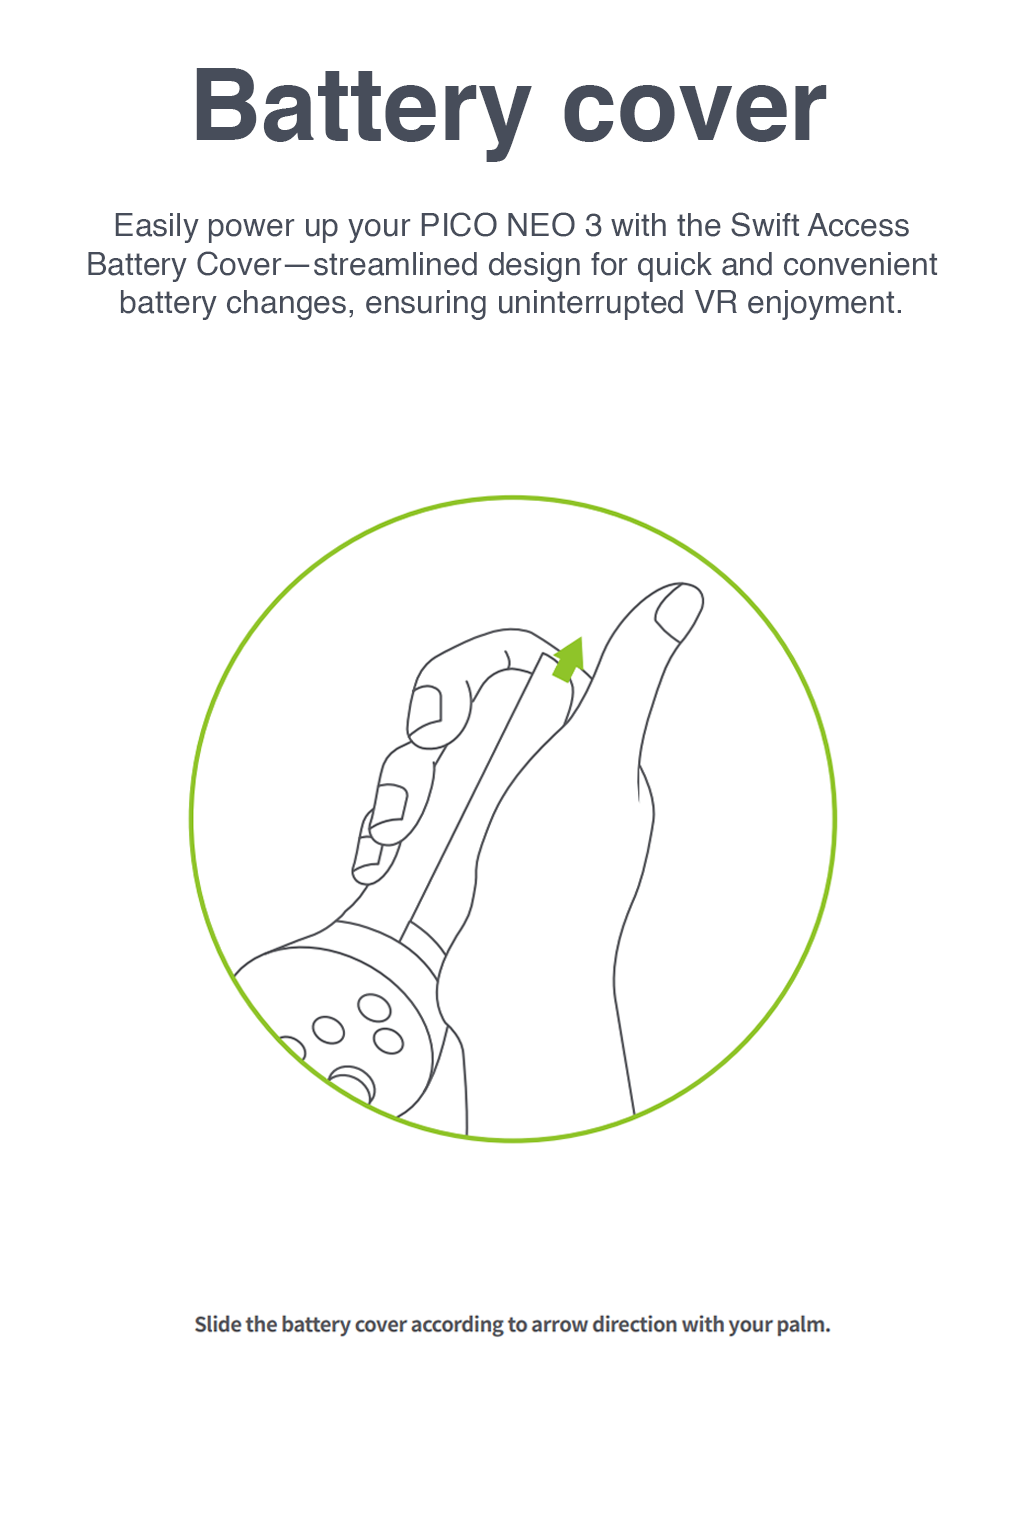 Battery cover
Easily power up your PICO NEO 3 with the Swift Access
Battery Cover—streamlined design for quick and convenient
battery changes, ensuring uninterrupted VR enjoyment.
Slide the battery cover according to arrow direction with your palm.